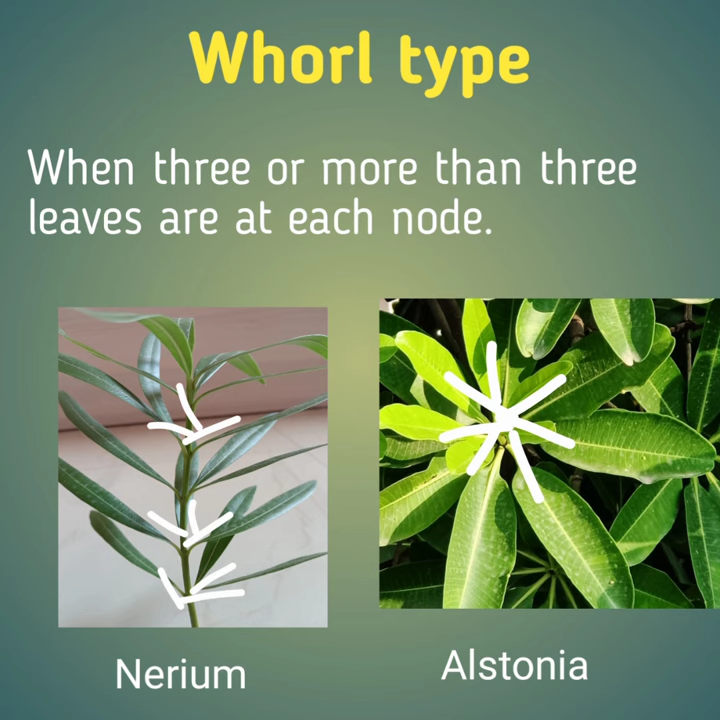 Whorl type
When three or more than three
leaves are at each node.
Nerium
Alstonia